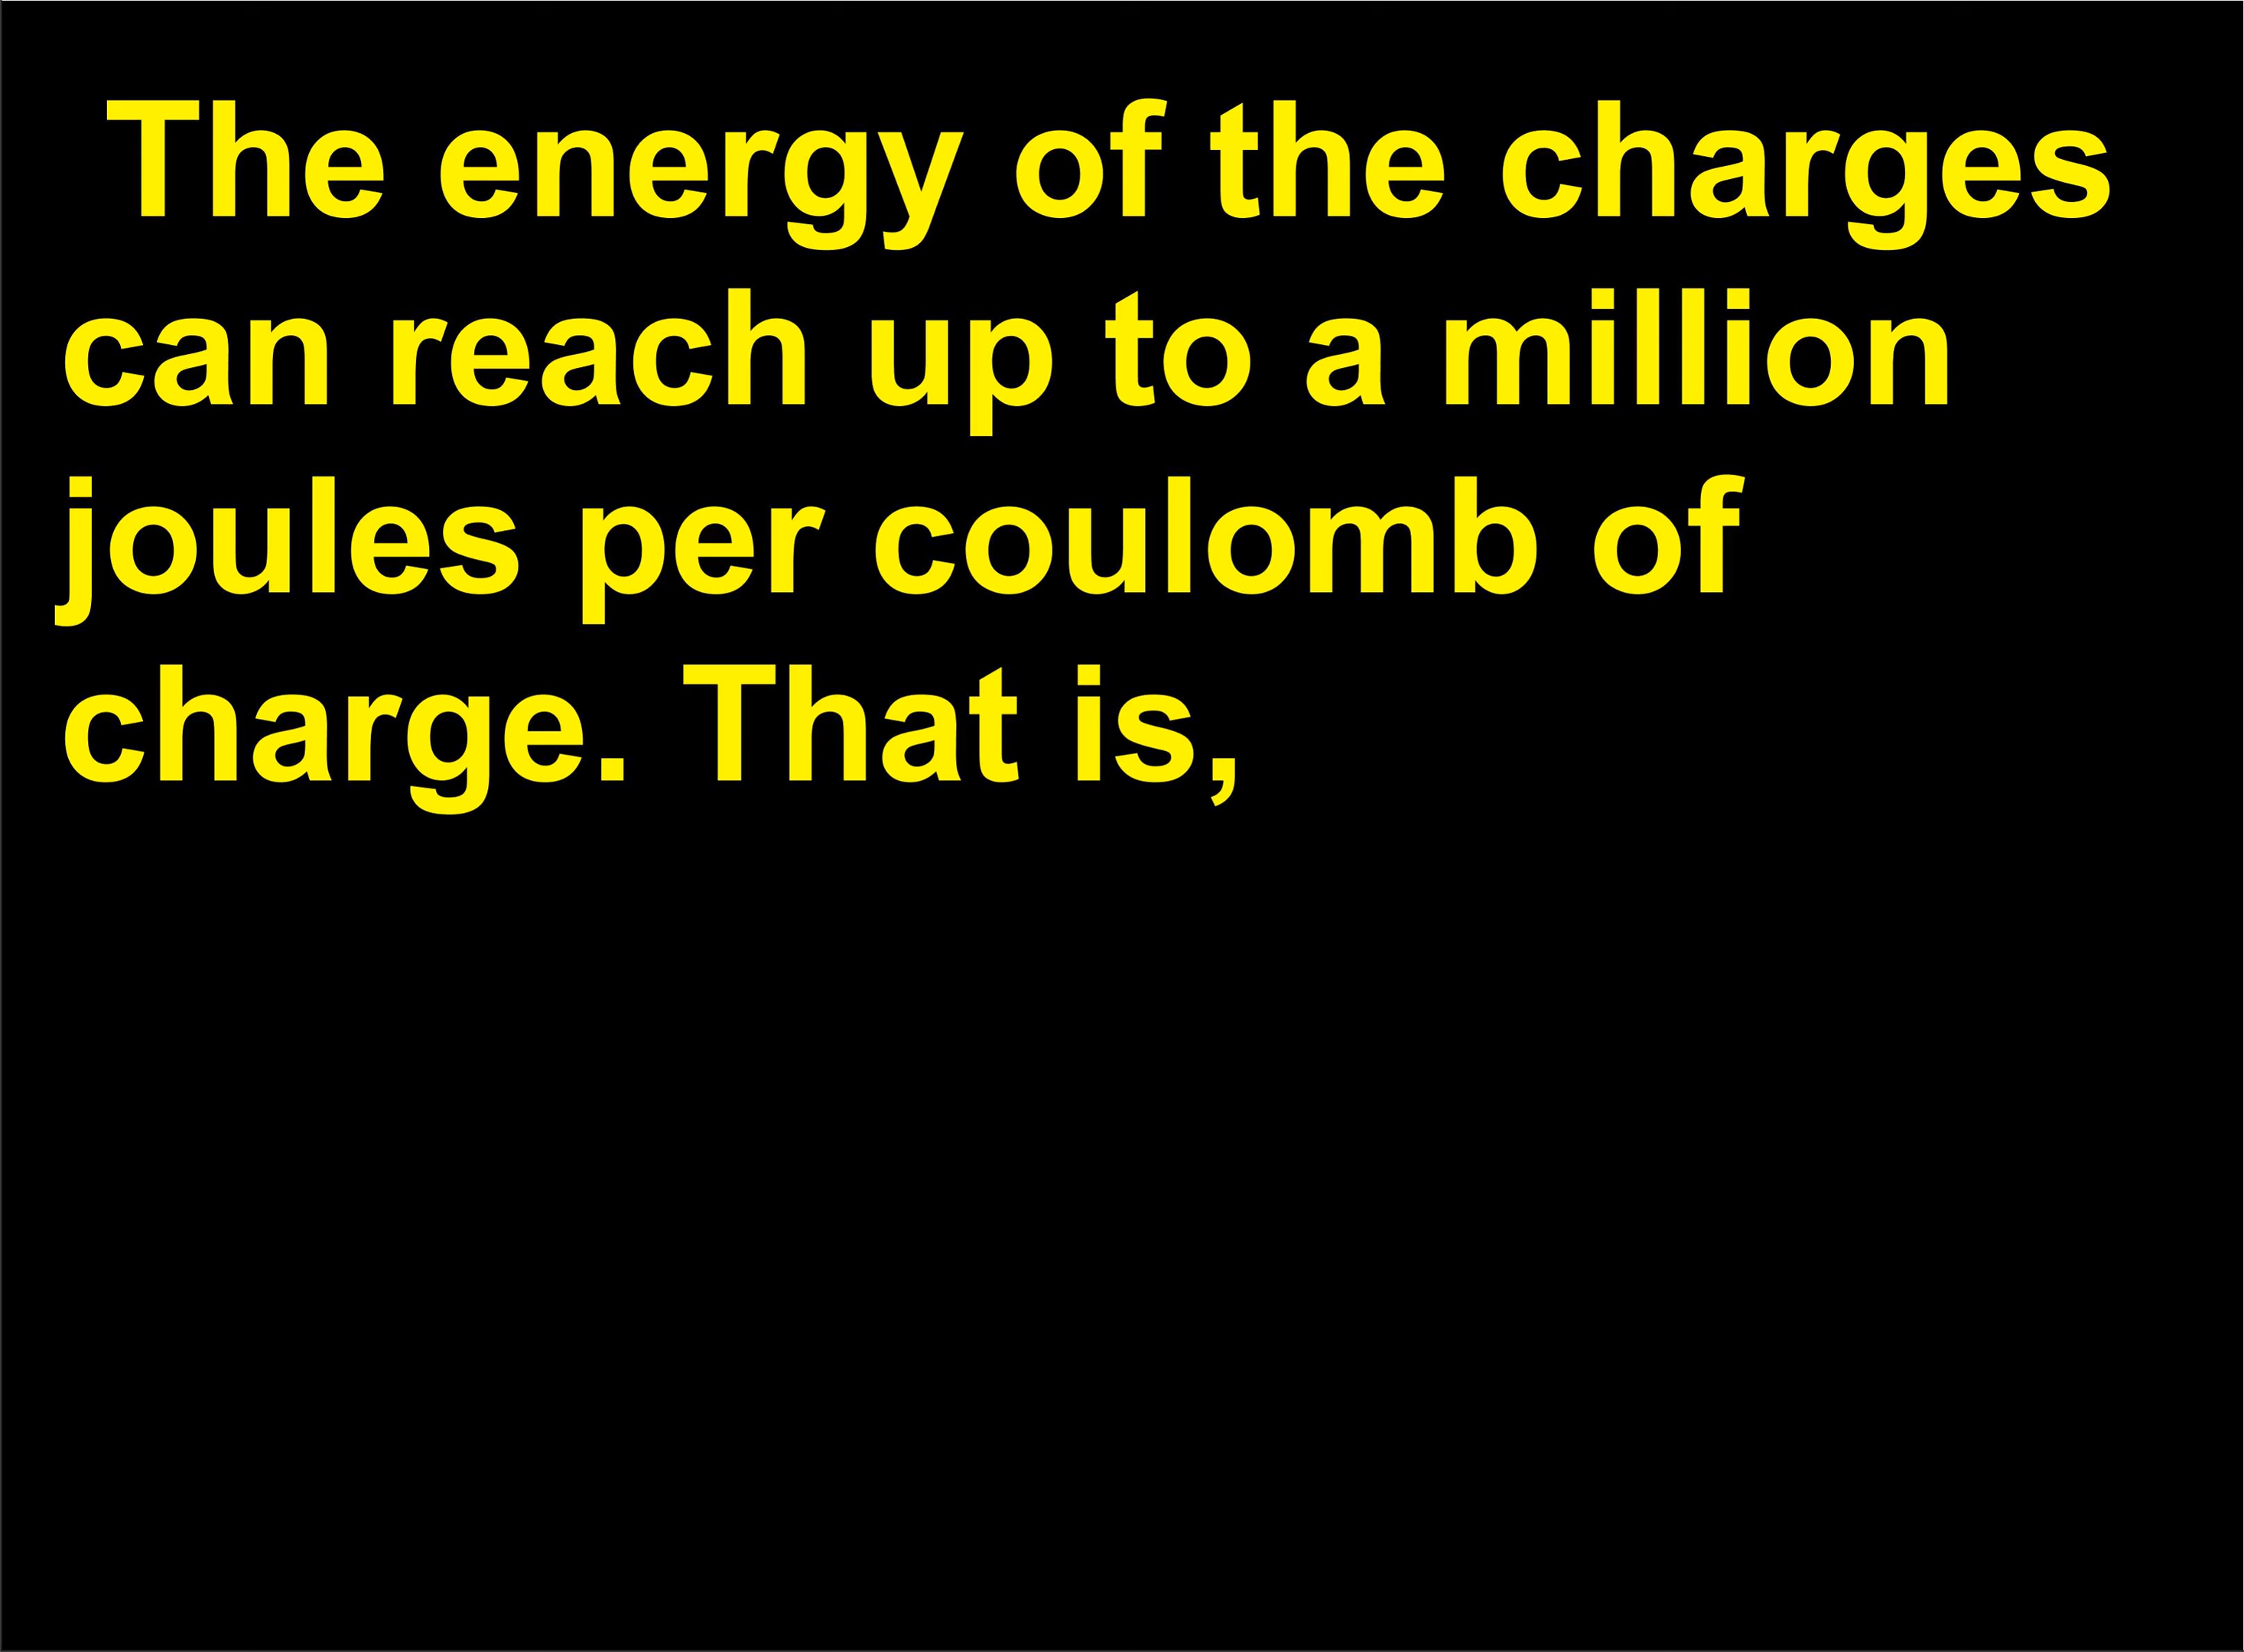 The energy of the charges
can reach up to a million
joules per coulomb of
charge. That is,